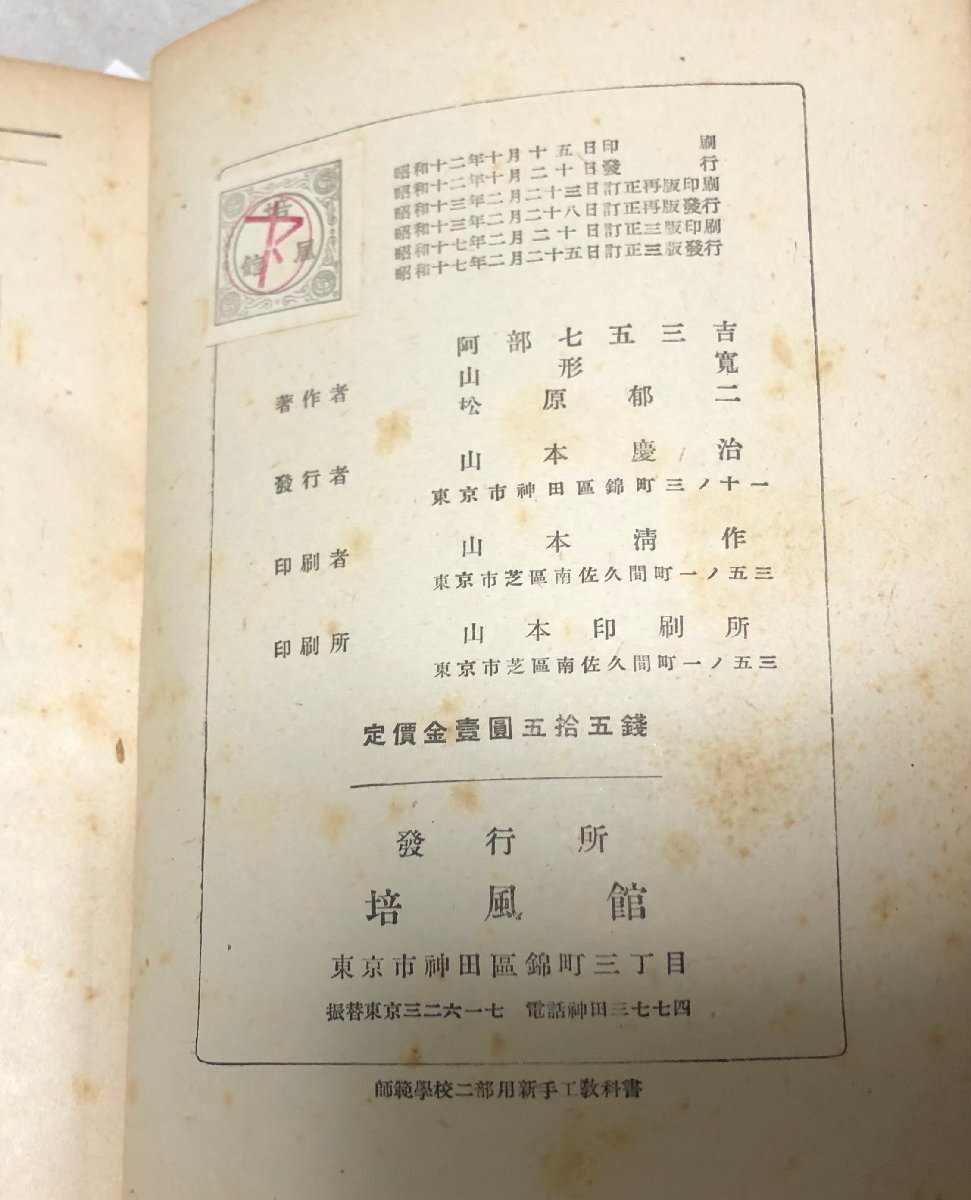 昭和十二年十月十五日印刷
昭和十二年十月二十日發行
昭和十三年二月二十三日訂正再版印刷
昭和十三年二月二十八日訂正再版發行
昭和十七年二月二十日訂正三版印刷
昭和十七年二月二十五日訂正三版發行
培風館
著作者
阿部七五三吉
山形寬
松原郁二
發行者
山本慶治
東京市神田區錦町三ノ十一
印刷者
山本淸作
東京市芝區南佐久間町一ノ五三
印刷所
山本印刷所
東京市芝區南佐久間町一ノ五三
定價金壹圓五拾五錢
發行所
培風館
東京市神田區錦町三丁目
振替東京三二六一七 電話神田三七七四
師範學校二部用新手工敎科書